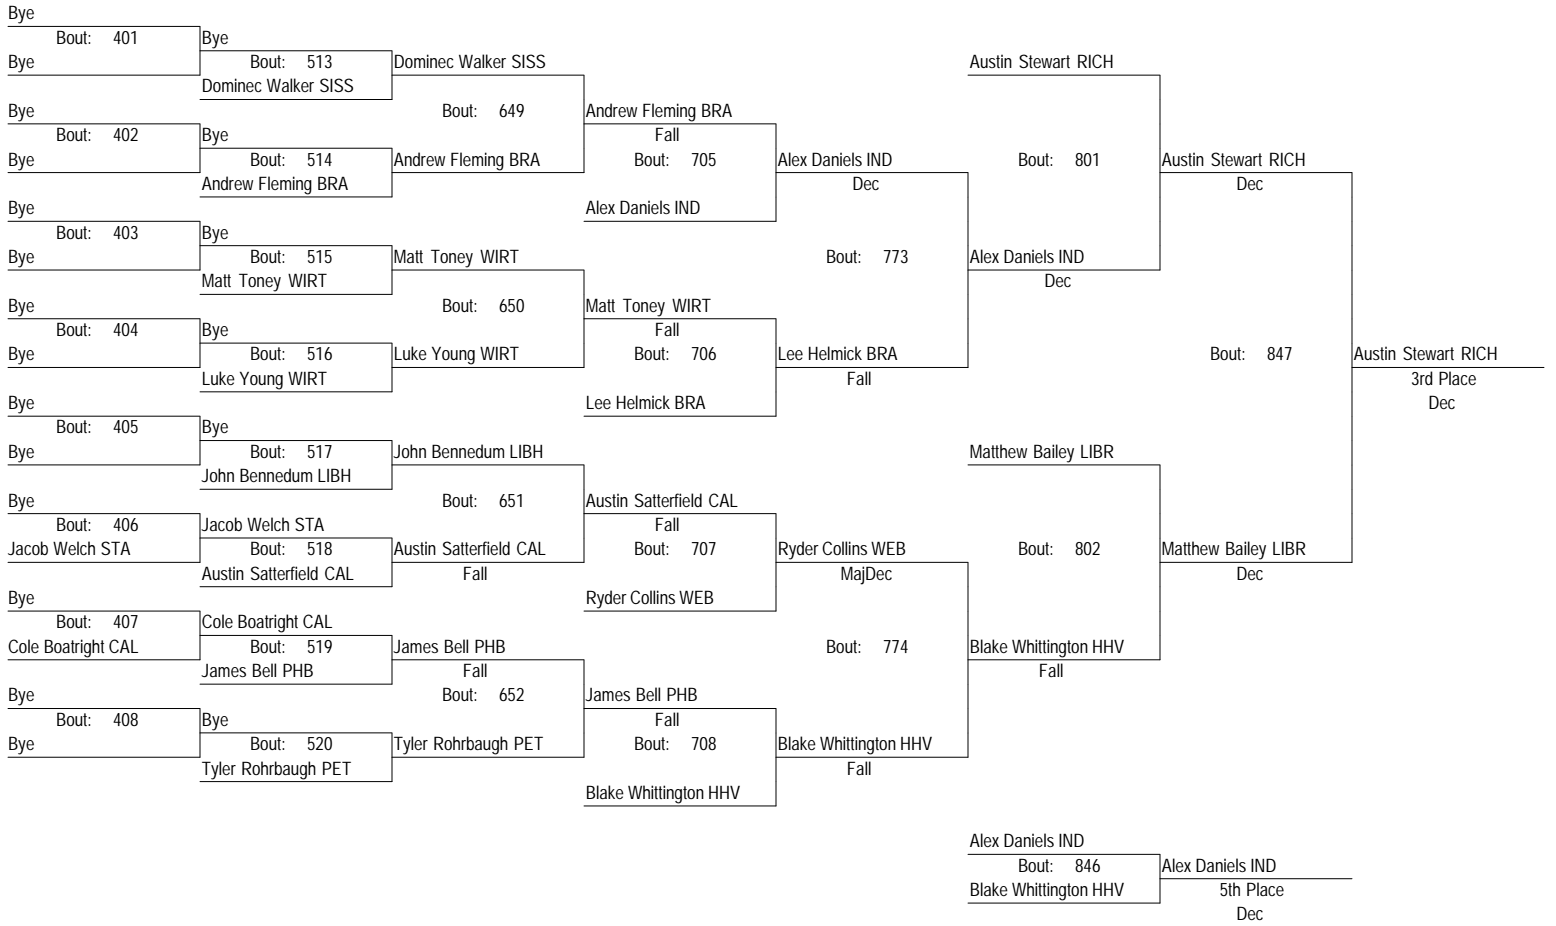 Bye
Bout: 401 Bye
Bye Bout: 513 Dominec Walker SISS Austin Stewart RICH
Dominec Walker SISS
Bye Bout: 649 Andrew Fleming BRA
Bout: 402 Bye Fall
Bye Bout: 514 Andrew Fleming BRA Bout: 705 Alex Daniels IND Bout: 801 Austin Stewart RICH
Andrew Fleming BRA Dec Dec
Bye Alex Daniels IND
Bout: 403 Bye
Bye Bout: 515 Matt Toney WIRT Bout: 773 Alex Daniels IND
Matt Toney WIRT Dec
Bye Bout: 650 Matt Toney WIRT
Bout: 404 Bye Fall
Bye Bout: 516 Luke Young WIRT Bout: 706 Lee Helmick BRA Bout: 847 Austin Stewart RICH
Luke Young WIRT Fall 3rd Place
Bye Lee Helmick BRA Dec
Bout: 405 Bye
Bye Bout: 517 John Bennedum LIBH Matthew Bailey LIBR
John Bennedum LIBH
Bye Bout: 651 Austin Satterfield CAL
Bout: 406 Jacob Welch STA Fall
Jacob Welch STA Bout: 518 Austin Satterfield CAL Bout: 707 Ryder Collins WEB Bout: 802 Matthew Bailey LIBR
Austin Satterfield CAL Fall MajDec Dec
Bye Ryder Collins WEB
Bout: 407 Cole Boatright CAL
Cole Boatright CAL Bout: 519 James Bell PHB Bout: 774 Blake Whittington HHV
James Bell PHB Fall Fall
Bye Bout: 652 James Bell PHB
Bout: 408 Bye Fall
Bye Bout: 520 Tyler Rohrbaugh PET Bout: 708 Blake Whittington HHV
Tyler Rohrbaugh PET Fall
Blake Whittington HHV
Alex Daniels IND
Bout: 846 Alex Daniels IND
Blake Whittington HHV 5th Place
Dec